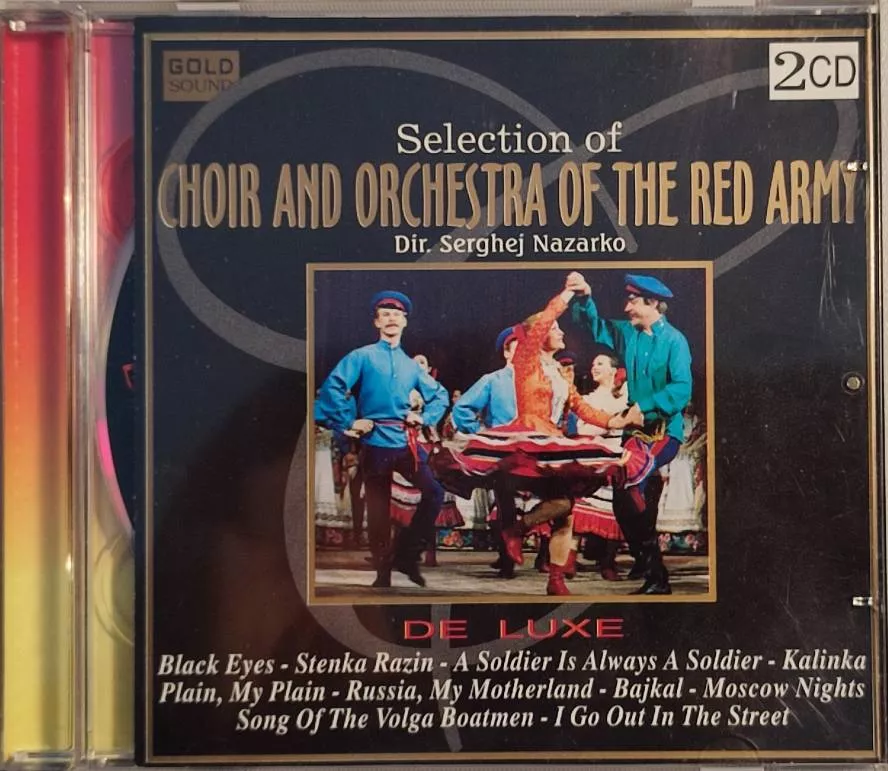 GOLD
SOUND
2CD
Selection of
CHOIR AND ORCHESTRA OF THE RED ARMY
Dir. Serghej Nazarko
DE LUXE
Black Eyes - Stenka Razin - A Soldier Is Always A Soldier - Kalinka
Plain, My Plain - Russia, My Motherland - Bajkal - Moscow Nights
Song Of The Volga Boatmen - I Go Out In The Street